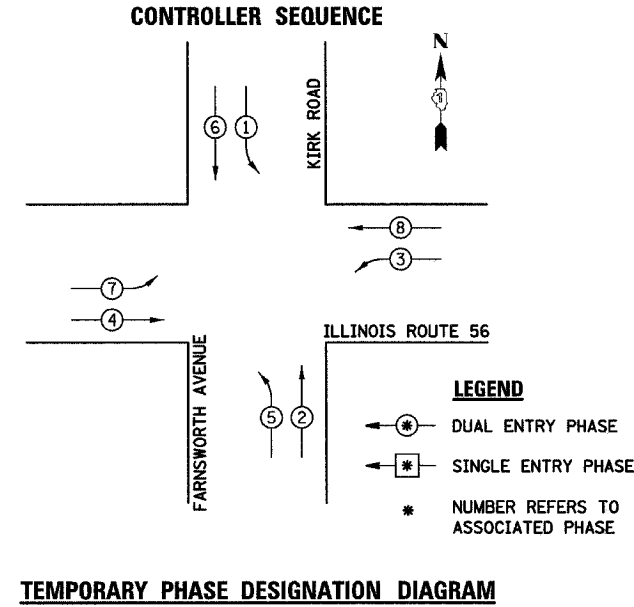 CONTROLLER SEQUENCE
N
KIRK ROAD
6
1
8
3
7
4
ILLINOIS ROUTE 56
FARNSWORTH AVENUE
5
2
LEGEND
* DUAL ENTRY PHASE
* SINGLE ENTRY PHASE
* NUMBER REFERS TO
ASSOCIATED PHASE
TEMPORARY PHASE DESIGNATION DIAGRAM